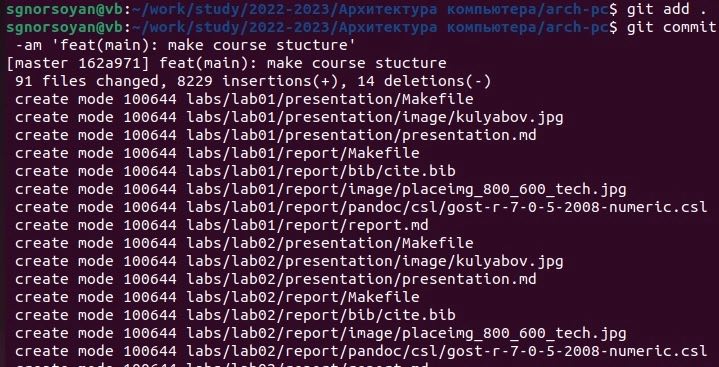 sgnorsoyan@vb:~/work/study/2022-2023/Архитектура компьютера/arch-pc$ git add .
sgnorsoyan@vb:~/work/study/2022-2023/Архитектура компьютера/arch-pc$ git commit
 -am 'feat(main): make course stucture'
[master 162a971] feat(main): make course stucture
 91 files changed, 8229 insertions(+), 14 deletions(-)
 create mode 100644 labs/lab01/presentation/Makefile
 create mode 100644 labs/lab01/presentation/image/kulyabov.jpg
 create mode 100644 labs/lab01/presentation/presentation.md
 create mode 100644 labs/lab01/report/Makefile
 create mode 100644 labs/lab01/report/bib/cite.bib
 create mode 100644 labs/lab01/report/image/placeimg_800_600_tech.jpg
 create mode 100644 labs/lab01/report/pandoc/csl/gost-r-7-0-5-2008-numeric.csl
 create mode 100644 labs/lab01/report/report.md
 create mode 100644 labs/lab02/presentation/Makefile
 create mode 100644 labs/lab02/presentation/image/kulyabov.jpg
 create mode 100644 labs/lab02/presentation/presentation.md
 create mode 100644 labs/lab02/report/Makefile
 create mode 100644 labs/lab02/report/bib/cite.bib
 create mode 100644 labs/lab02/report/image/placeimg_800_600_tech.jpg
 create mode 100644 labs/lab02/report/pandoc/csl/gost-r-7-0-5-2008-numeric.csl
 create mode 100644 labs/lab02/report/report.md